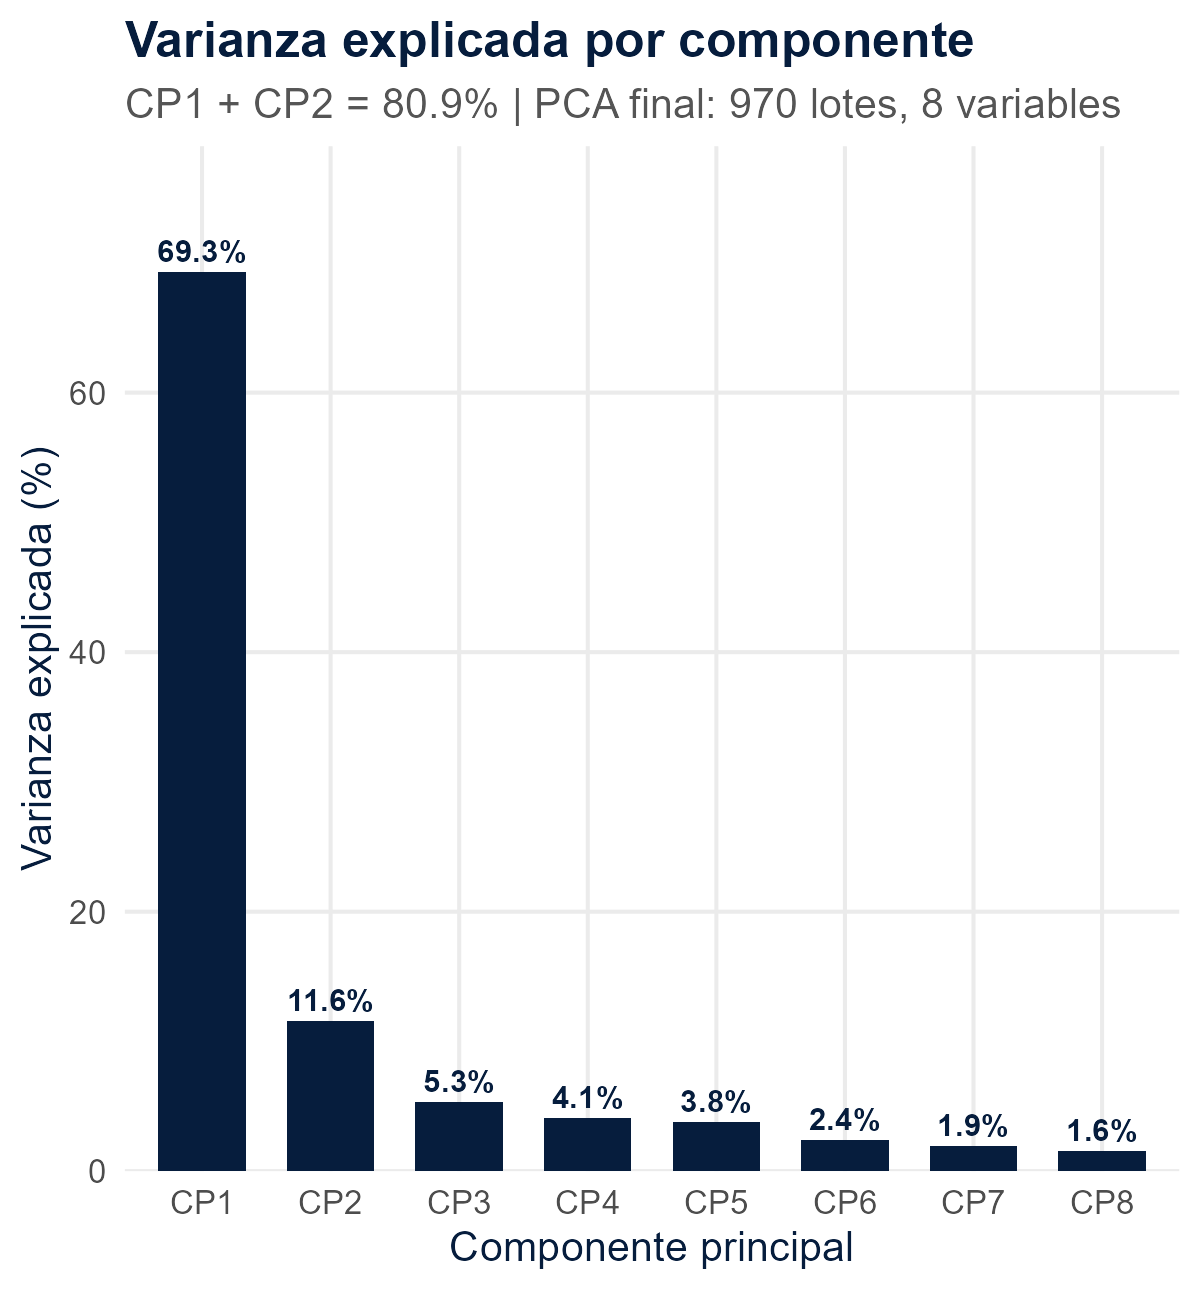 Varianza explicada por componente
CP1 + CP2 = 80.9% | PCA final: 970 lotes, 8 variables
69.3%
11.6%
5.3%
4.1%
3.8%
2.4%
1.9%
1.6%
60
40
20
0
Varianza explicada (%)
CP1 CP2 CP3 CP4 CP5 CP6 CP7 CP8
Componente principal